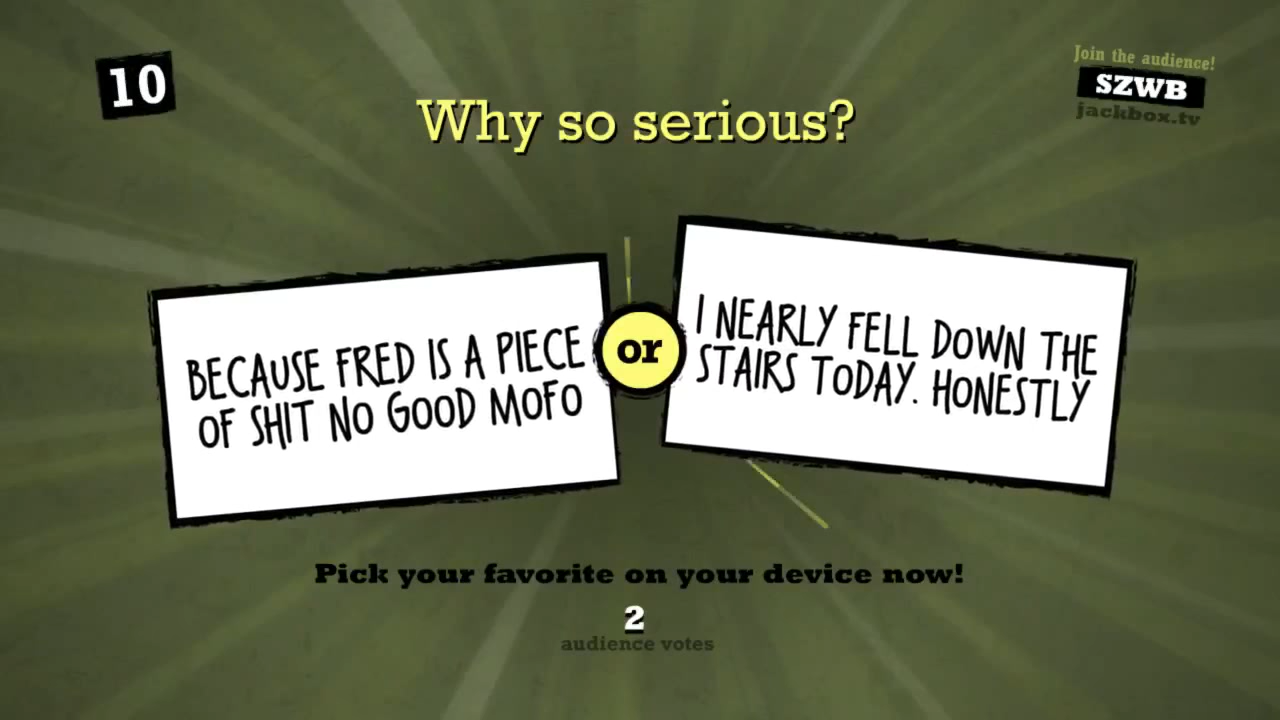 10
Join the audience!
SZWB
jackbox.tv
Why so serious?
BECAUSE FRED IS A PIECE
OF SHIT NO GOOD MOFO
or
I NEARLY FELL DOWN THE
STAIRS TODAY. HONESTLY
Pick your favorite on your device now!
2
audience votes